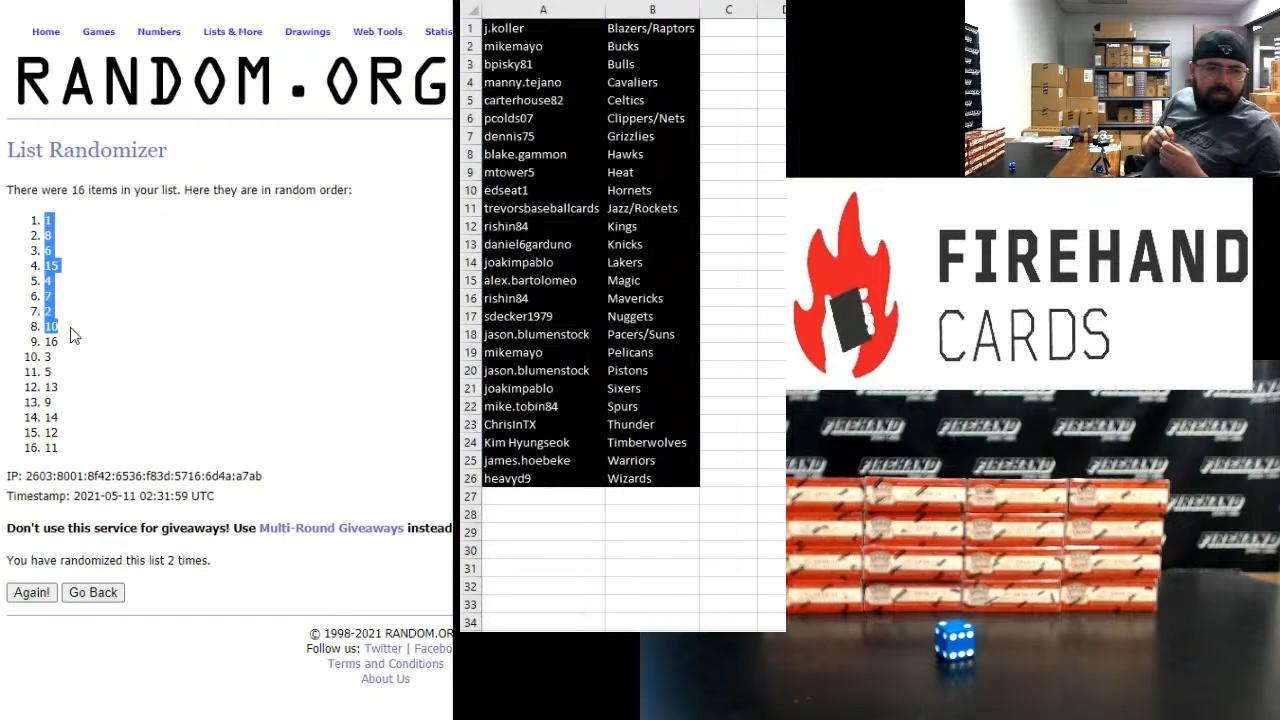 Home Games Numbers Lists & More Drawings Web Tools Statis
RANDOM.ORG
List Randomizer
There were 16 items in your list. Here they are in random order:
1. 1
2. 8
3. 6
4. 15
5. 4
6. 7
7. 2
8. 10
9. 16
10. 3
11. 5
12. 13
13. 9
14. 14
15. 12
16. 11
IP: 2603:8001:8f42:6536:f83d:5716:6d4a:a7ab
Timestamp: 2021-05-11 02:31:59 UTC
Don't use this service for giveaways! Use Multi-Round Giveaways instead
You have randomized this list 2 times.
Again! Go Back
© 1998-2021 RANDOM.OR
Follow us: Twitter | Facebo
Terms and Conditions
About Us
A B C D
1 j.koller Blazers/Raptors
2 mikemayo Bucks
3 bpisky81 Bulls
4 manny.tejano Cavaliers
5 carterhouse82 Celtics
6 pcolds07 Clippers/Nets
7 dennis75 Grizzlies
8 blake.gammon Hawks
9 mtower5 Heat
10 edseat1 Hornets
11 trevorsbaseballcards Jazz/Rockets
12 rishin84 Kings
13 daniel6garduno Knicks
14 joakimpablo Lakers
15 alex.bartolomeo Magic
16 rishin84 Mavericks
17 sdecker1979 Nuggets
18 jason.blumenstock Pacers/Suns
19 mikemayo Pelicans
20 jason.blumenstock Pistons
21 joakimpablo Sixers
22 mike.tobin84 Spurs
23 ChrisInTX Thunder
24 Kim Hyungseok Timberwolves
25 james.hoebeke Warriors
26 heavyd9 Wizards
27
28
29
30
31
32
33
34
FIREHAND
CARDS
FIREHAND FIREHAND FIREHAND
FIREHAND FIREHAND